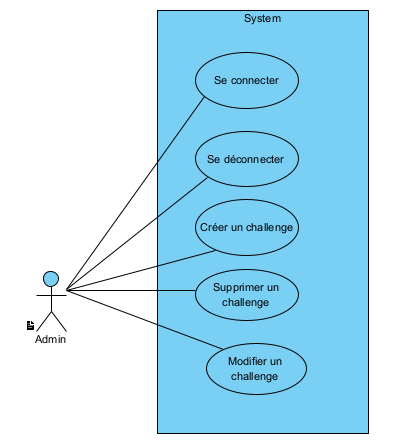 System
Se connecter
Se déconnecter
Créer un challenge
Supprimer un
challenge
Admin
Modifier un
challenge